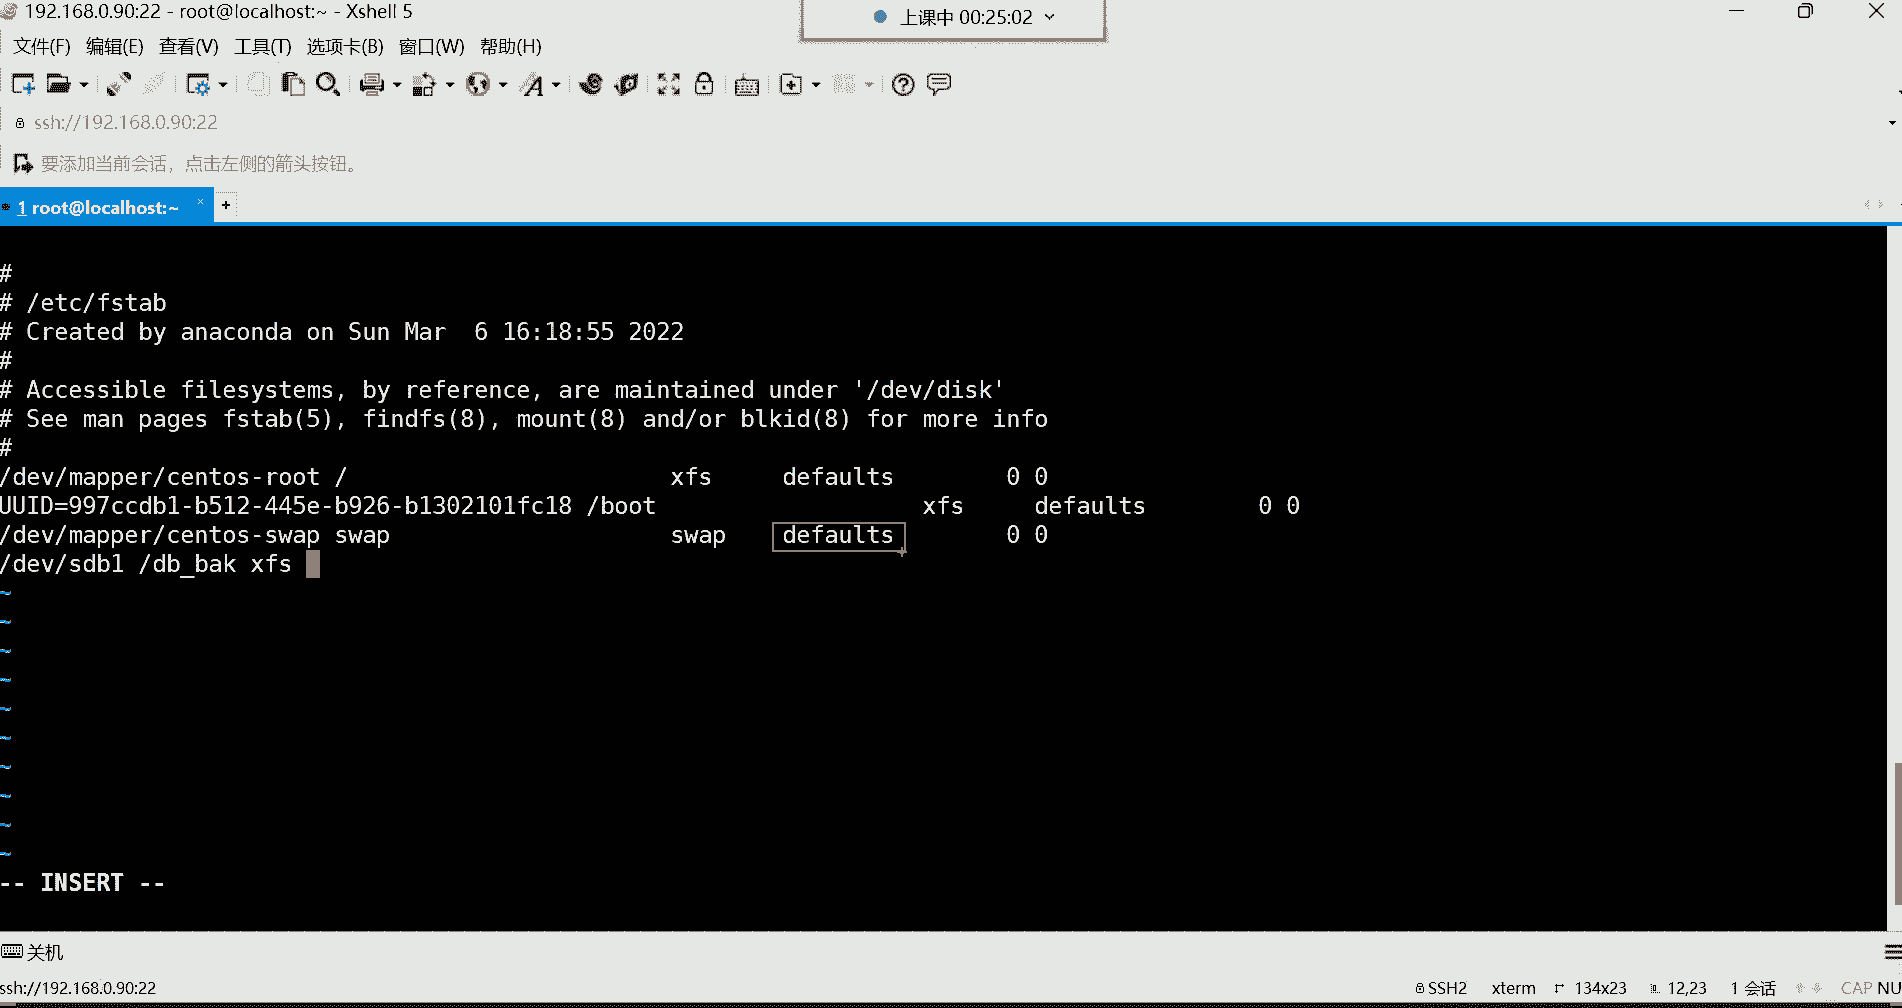 192.168.0.90:22 - root@localhost:~ - Xshell 5
上课中 00:25:02
文件(F) 编辑(E) 查看(V) 工具(T) 选项卡(B) 窗口(W) 帮助(H)
ssh://192.168.0.90:22
要添加当前会话，点击左侧的箭头按钮。
1 root@localhost:~ × +
#
# /etc/fstab
# Created by anaconda on Sun Mar  6 16:18:55 2022
#
# Accessible filesystems, by reference, are maintained under '/dev/disk'
# See man pages fstab(5), findfs(8), mount(8) and/or blkid(8) for more info
#
/dev/mapper/centos-root /                       xfs     defaults        0 0
UUID=997ccdb1-b512-445e-b926-b1302101fc18 /boot                   xfs     defaults        0 0
/dev/mapper/centos-swap swap                    swap    defaults        0 0
/dev/sdb1 /db_bak xfs
~
~
~
~
~
~
~
~
~
~
-- INSERT --
关机
ssh://192.168.0.90:22 SSH2 xterm 134x23 12,23 1 会话 CAP NU